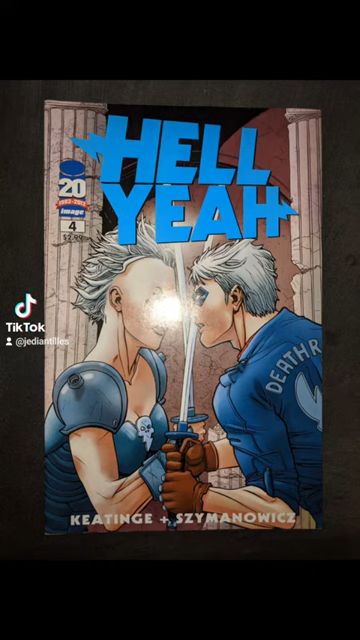 HELL
YEAH
20
1992-2012
image
4
$2.99
TikTok
@jediantilles
DEATHR
KEATINGE + SZYMANOWICZ